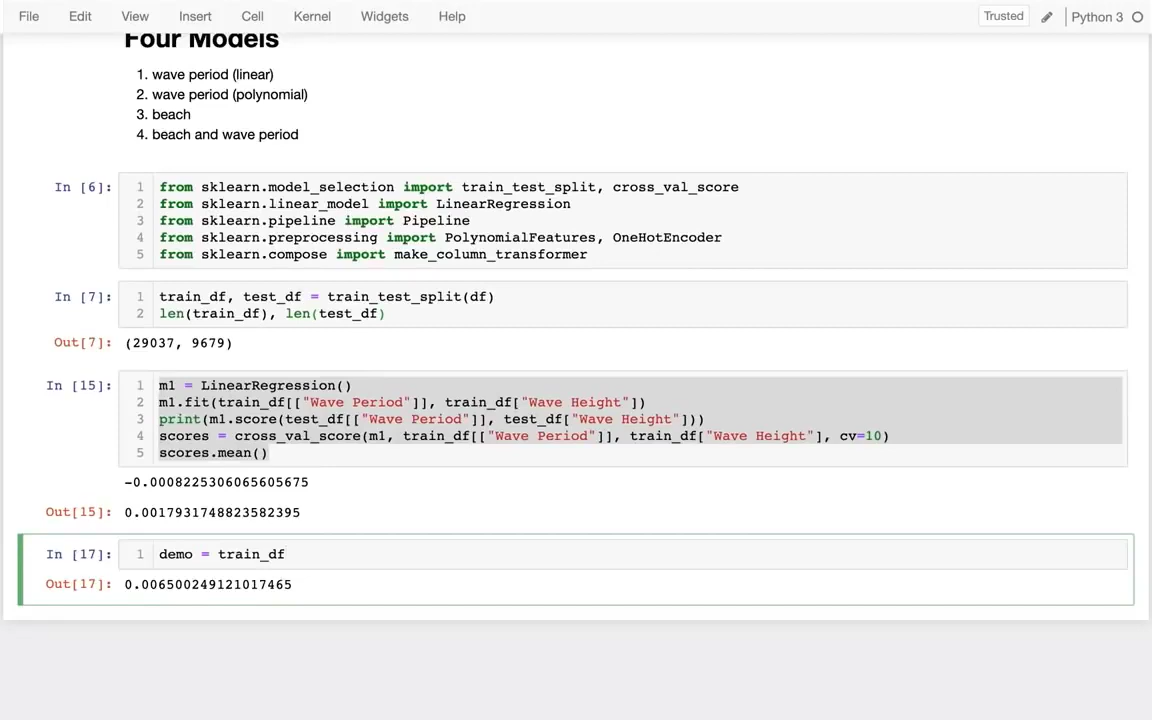 File Edit View Insert Cell Kernel Widgets Help Trusted Python 3
Four Models
1. wave period (linear)
2. wave period (polynomial)
3. beach
4. beach and wave period
In [6]: 1 from sklearn.model_selection import train_test_split, cross_val_score
2 from sklearn.linear_model import LinearRegression
3 from sklearn.pipeline import Pipeline
4 from sklearn.preprocessing import PolynomialFeatures, OneHotEncoder
5 from sklearn.compose import make_column_transformer
In [7]: 1 train_df, test_df = train_test_split(df)
2 len(train_df), len(test_df)
Out[7]: (29037, 9679)
In [15]: 1 m1 = LinearRegression()
2 m1.fit(train_df[["Wave Period"]], train_df["Wave Height"])
3 print(m1.score(test_df[["Wave Period"]], test_df["Wave Height"]))
4 scores = cross_val_score(m1, train_df[["Wave Period"]], train_df["Wave Height"], cv=10)
5 scores.mean()
-0.0008225306065605675
Out[15]: 0.0017931748823582395
In [17]: 1 demo = train_df
Out[17]: 0.006500249121017465